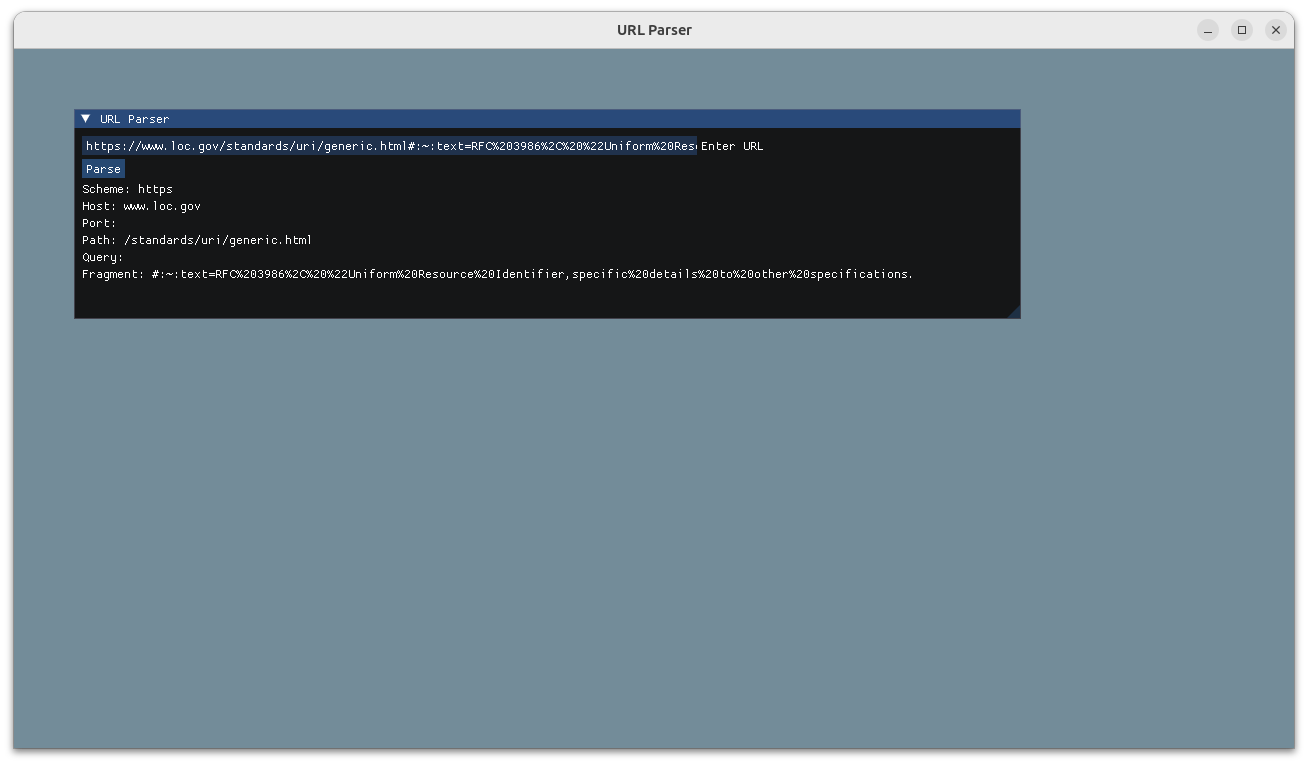 URL Parser
URL Parser
https://www.loc.gov/standards/uri/generic.html#:~:text=RFC%203986%2C%20%22Uniform%20Res Enter URL
Parse
Scheme: https
Host: www.loc.gov
Port:
Path: /standards/uri/generic.html
Query:
Fragment: #:~:text=RFC%203986%2C%20%22Uniform%20Resource%20Identifier,specific%20details%20to%20other%20specifications.